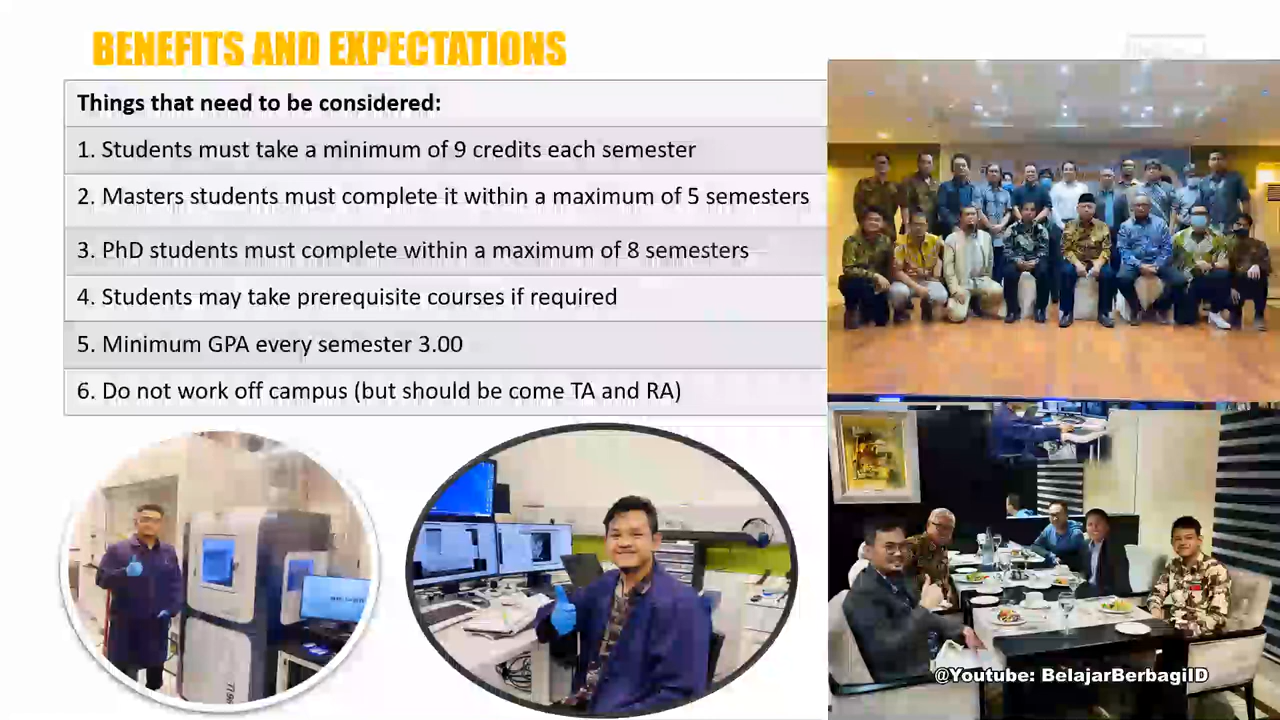 BENEFITS AND EXPECTATIONS
Things that need to be considered:
1. Students must take a minimum of 9 credits each semester
2. Masters students must complete it within a maximum of 5 semesters
3. PhD students must complete within a maximum of 8 semesters
4. Students may take prerequisite courses if required
5. Minimum GPA every semester 3.00
6. Do not work off campus (but should be come TA and RA)
@Youtube: BelajarBerbagiID